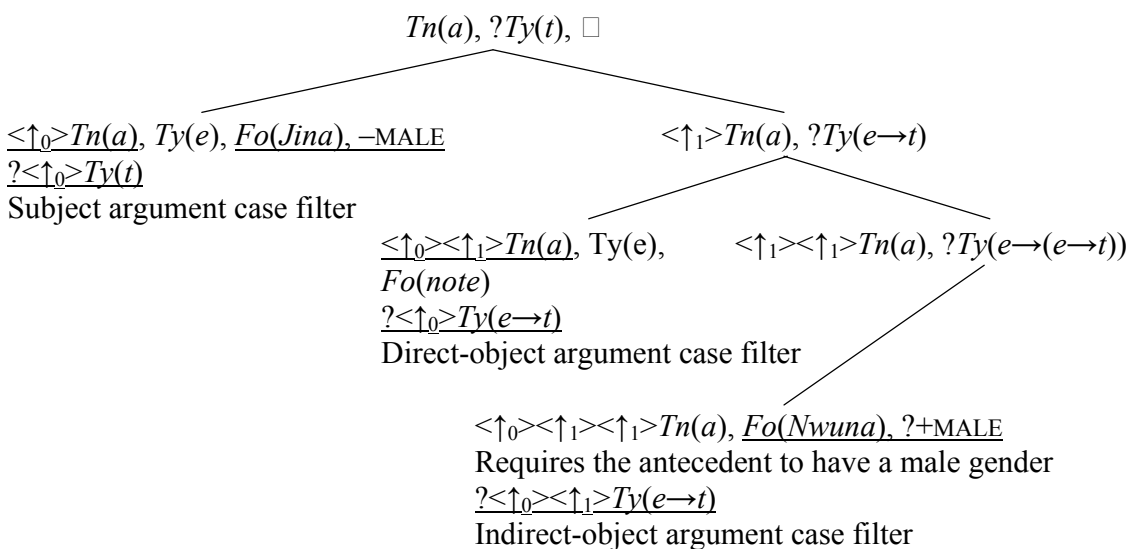 Tn(a), ?Ty(t), □
<↑₀>Tn(a), Ty(e), Fo(Jina), –MALE
?<↑₀>Ty(t)
Subject argument case filter
<↑₁>Tn(a), ?Ty(e→t)
<↑₀><↑₁>Tn(a), Ty(e),
Fo(note)
?<↑₀>Ty(e→t)
Direct-object argument case filter
<↑₁><↑₁>Tn(a), ?Ty(e→(e→t))
<↑₀><↑₁><↑₁>Tn(a), Fo(Nwuna), ?+MALE
Requires the antecedent to have a male gender
?<↑₀><↑₁>Ty(e→t)
Indirect-object argument case filter